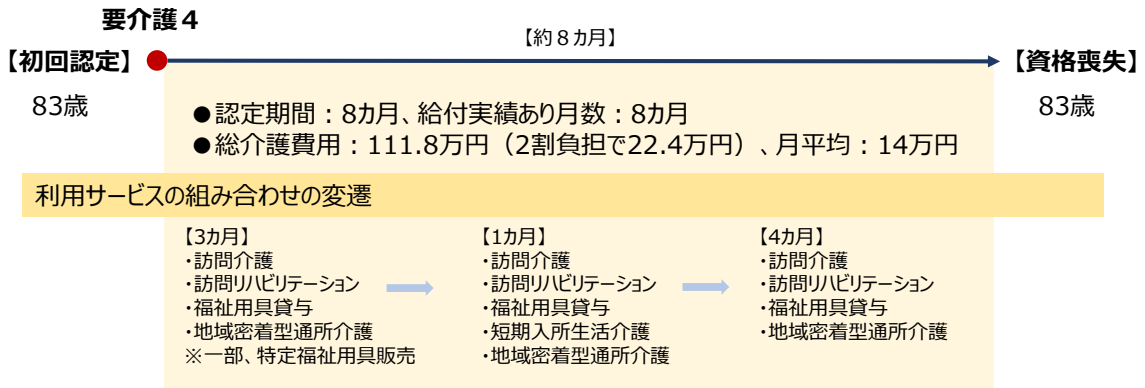 要介護４
【約８カ月】
【初回認定】
【資格喪失】
83歳
83歳
●認定期間：8カ月、給付実績あり月数：8カ月
●総介護費用：111.8万円（2割負担で22.4万円）、月平均：14万円
利用サービスの組み合わせの変遷
【3カ月】
・訪問介護
・訪問リハビリテーション
・福祉用具貸与
・地域密着型通所介護
※一部、特定福祉用具販売
【1カ月】
・訪問介護
・訪問リハビリテーション
・福祉用具貸与
・短期入所生活介護
・地域密着型通所介護
【4カ月】
・訪問介護
・訪問リハビリテーション
・福祉用具貸与
・地域密着型通所介護